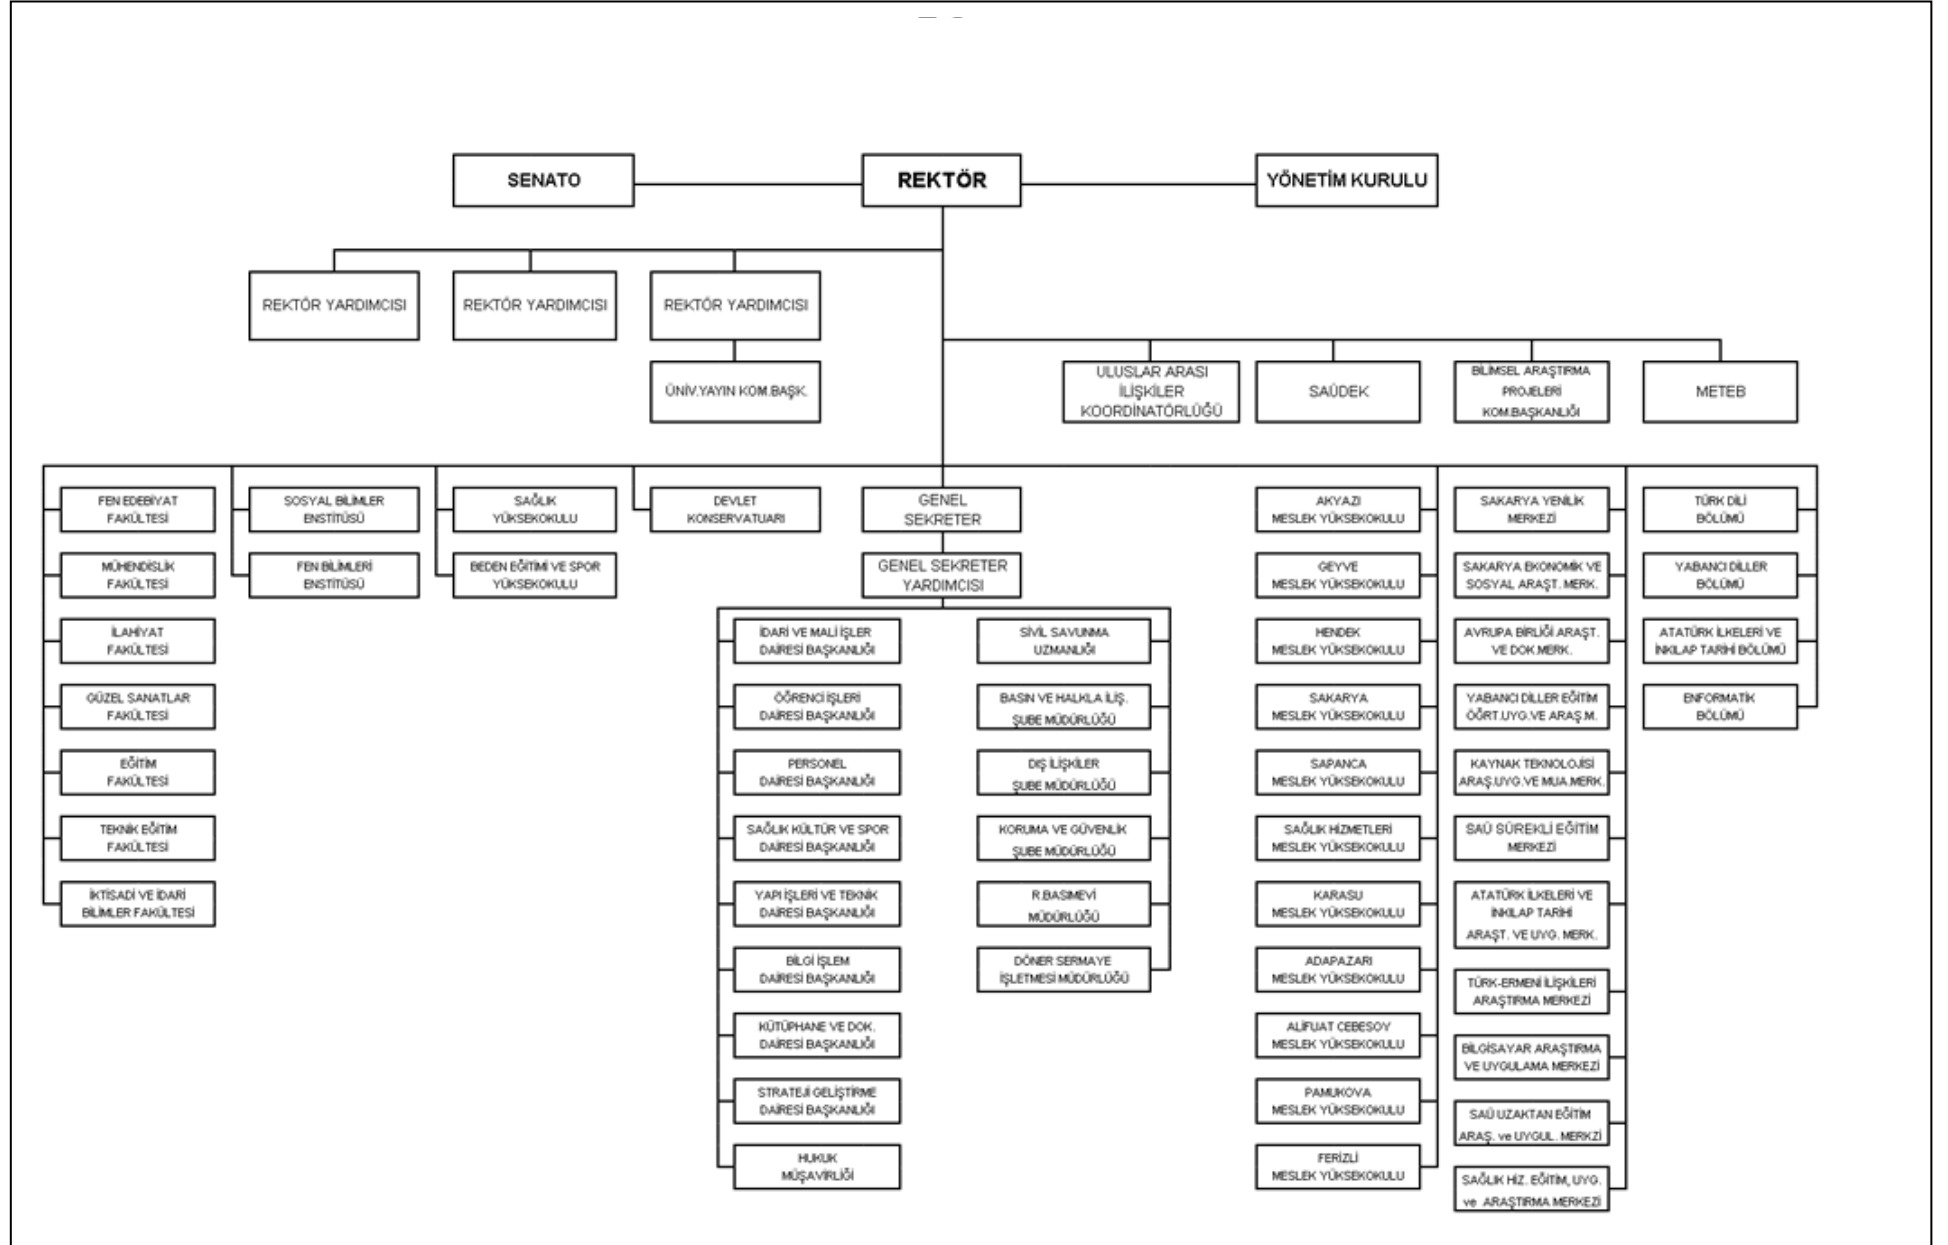 SENATO
REKTÖR
YÖNETİM KURULU
REKTÖR YARDIMCISI
REKTÖR YARDIMCISI
REKTÖR YARDIMCISI
ÜNİV.YAYIN KOM.BAŞK.
ULUSLAR ARASI
İLİŞKİLER
KOORDİNATÖRLÜĞÜ
SAÜDEK
BİLİMSEL ARAŞTIRMA
PROJELERİ
KOM.BAŞKANLIĞI
METEB
FEN EDEBİYAT
FAKÜLTESİ
MÜHENDİSLİK
FAKÜLTESİ
İLAHİYAT
FAKÜLTESİ
GÜZEL SANATLAR
FAKÜLTESİ
EĞİTİM
FAKÜLTESİ
TEKNİK EĞİTİM
FAKÜLTESİ
İKTİSADİ VE İDARİ
BİLİMLER FAKÜLTESİ
SOSYAL BİLİMLER
ENSTİTÜSÜ
FEN BİLİMLERİ
ENSTİTÜSÜ
SAĞLIK
YÜKSEKOKULU
BEDEN EĞİTİMİ VE SPOR
YÜKSEKOKULU
DEVLET
KONSERVATUARI
GENEL
SEKRETER
GENEL SEKRETER
YARDIMCISI
İDARİ VE MALİ İŞLER
DAİRESİ BAŞKANLIĞI
ÖĞRENCİ İŞLERİ
DAİRESİ BAŞKANLIĞI
PERSONEL
DAİRESİ BAŞKANLIĞI
SAĞLIK KÜLTÜR VE SPOR
DAİRESİ BAŞKANLIĞI
YAPI İŞLERİ VE TEKNİK
DAİRESİ BAŞKANLIĞI
BİLGİ İŞLEM
DAİRESİ BAŞKANLIĞI
KÜTÜPHANE VE DOK.
DAİRESİ BAŞKANLIĞI
STRATEJİ GELİŞTİRME
DAİRESİ BAŞKANLIĞI
HUKUK
MÜŞAVİRLİĞİ
SİVİL SAVUNMA
UZMANLIĞI
BASIN VE HALKLA İLİŞ.
ŞUBE MÜDÜRLÜĞÜ
DIŞ İLİŞKİLER
ŞUBE MÜDÜRLÜĞÜ
KORUMA VE GÜVENLİK
ŞUBE MÜDÜRLÜĞÜ
R.BASIMEVİ
MÜDÜRLÜĞÜ
DÖNER SERMAYE
İŞLETMESİ MÜDÜRLÜĞÜ
AKYAZI
MESLEK YÜKSEKOKULU
GEYVE
MESLEK YÜKSEKOKULU
HENDEK
MESLEK YÜKSEKOKULU
SAKARYA
MESLEK YÜKSEKOKULU
SAPANCA
MESLEK YÜKSEKOKULU
SAĞLIK HİZMETLERİ
MESLEK YÜKSEKOKULU
KARASU
MESLEK YÜKSEKOKULU
ADAPAZARI
MESLEK YÜKSEKOKULU
ALİFUAT CEBESOY
MESLEK YÜKSEKOKULU
PAMUKOVA
MESLEK YÜKSEKOKULU
FERİZLİ
MESLEK YÜKSEKOKULU
SAKARYA YENİLİK
MERKEZİ
SAKARYA EKONOMİK VE
SOSYAL ARAŞT. MERK.
AVRUPA BİRLİĞİ ARAŞT.
VE DOK.MERK.
YABANCI DİLLER EĞİTİM
ÖĞRT.UYG.VE ARAŞ.M.
KAYNAK TEKNOLOJİSİ
ARAŞ.UYG.VE MUA.MERK.
SAÜ SÜREKLİ EĞİTİM
MERKEZİ
ATATÜRK İLKELERİ VE
İNKILAP TARİHİ
ARAŞT. VE UYG. MERK.
TÜRK-ERMENİ İLİŞKİLERİ
ARAŞTIRMA MERKEZİ
BİLGİSAYAR ARAŞTIRMA
VE UYGULAMA MERKEZİ
SAÜ UZAKTAN EĞİTİM
ARAŞ. ve UYGUL. MERKZİ
SAĞLIK HİZ. EĞİTİM, UYG.
ve ARAŞTIRMA MERKEZİ
TÜRK DİLİ
BÖLÜMÜ
YABANCI DİLLER
BÖLÜMÜ
ATATÜRK İLKELERİ VE
İNKILAP TARİHİ BÖLÜMÜ
ENFORMATİK
BÖLÜMÜ